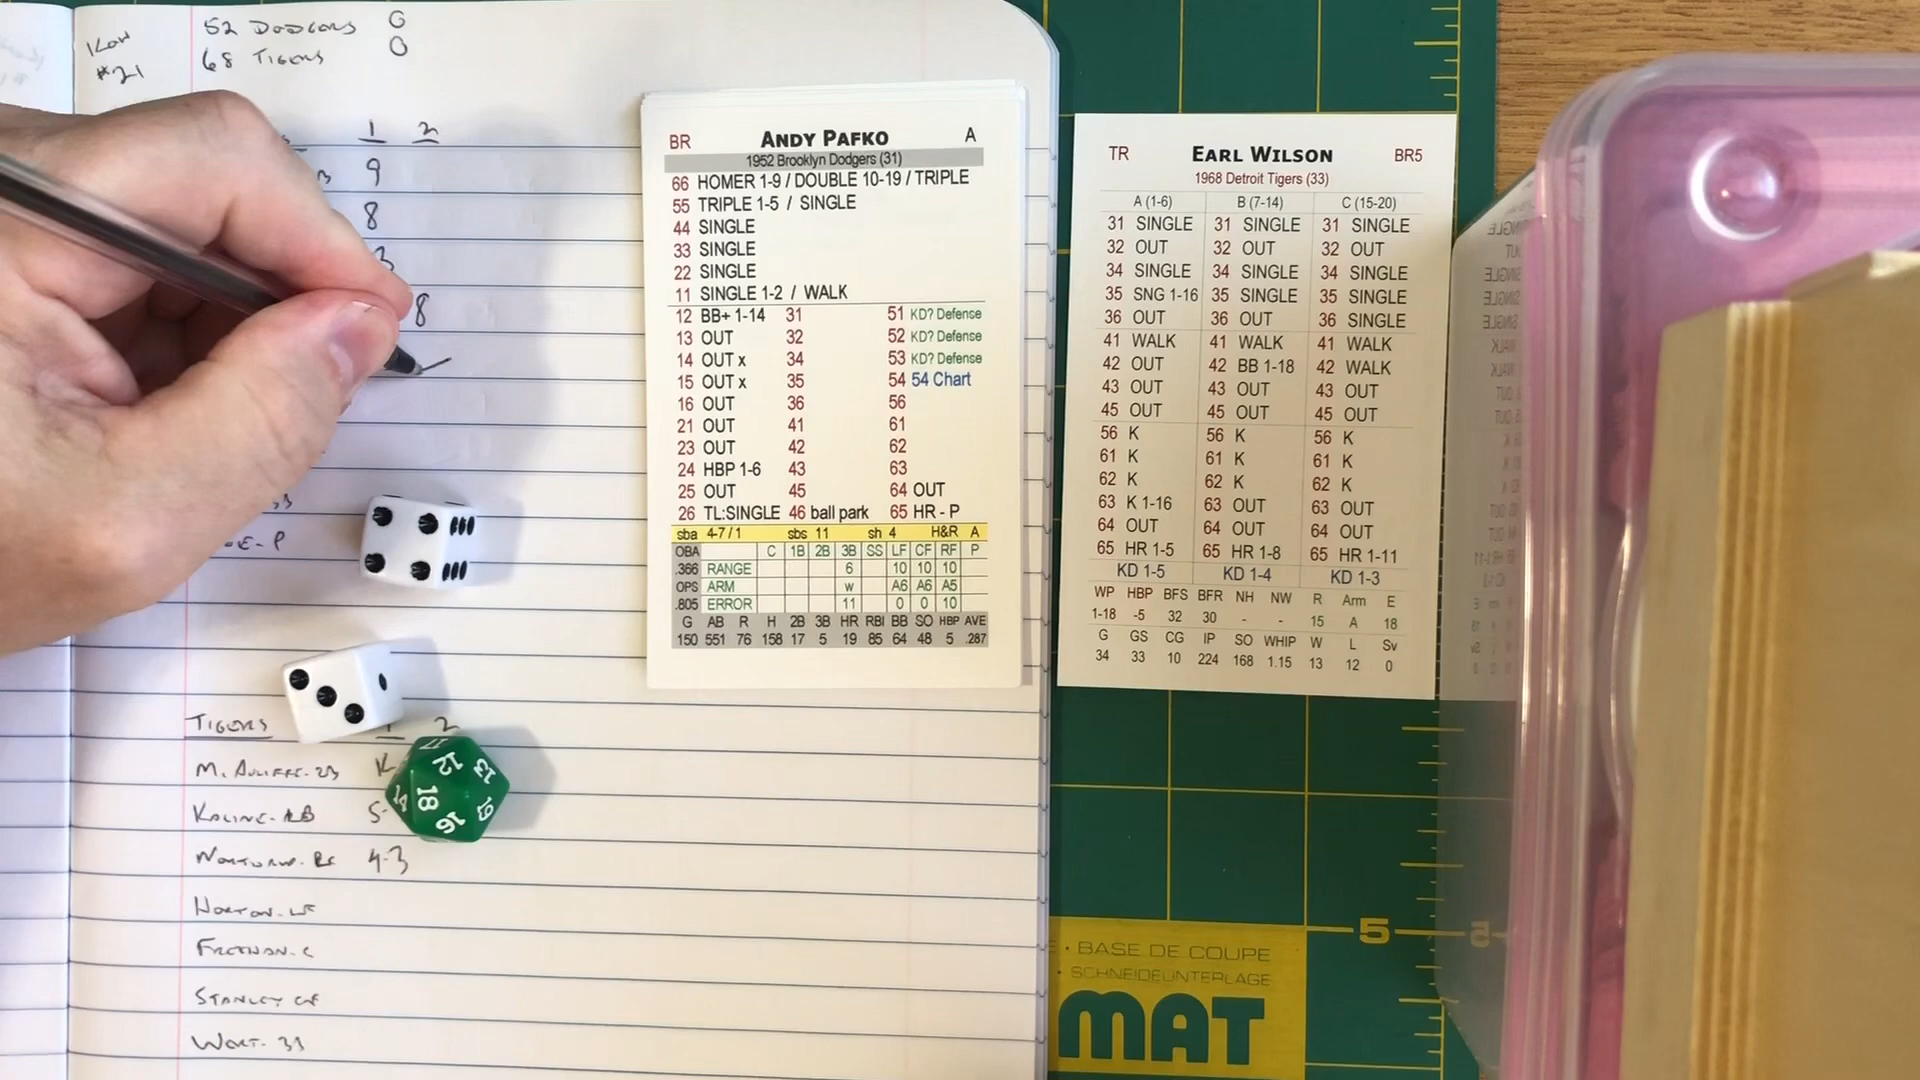 52 DODGERS 0
68 TIGERS 0
#21
1 2
9
8
3
8
TIGERS 2
KALINE-
4-3
HORTON-LF
FREEHAN-C
STANLEY CF
WERT-3B
BR ANDY PAFKO A
1952 Brooklyn Dodgers (31)
66 HOMER 1-9 / DOUBLE 10-19 / TRIPLE
55 TRIPLE 1-5 / SINGLE
44 SINGLE
33 SINGLE
22 SINGLE
11 SINGLE 1-2 / WALK
12 BB+ 1-14 31 51 KD? Defense
13 OUT 32 52 KD? Defense
14 OUT x 34 53 KD? Defense
15 OUT x 35 54 54 Chart
16 OUT 36 56
21 OUT 41 61
23 OUT 42 62
24 HBP 1-6 43 63
25 OUT 45 64 OUT
26 TL:SINGLE 46 ball park 65 HR - P
sba 4-7/1 sbs 11 sh 4 H&R A
OBA C 1B 2B 3B SS LF CF RF P
.366 RANGE 6 10 10 10
OPS ARM w A6 A6 A5
.805 ERROR 11 0 0 10
G AB R H 2B 3B HR RBI BB SO HBP AVE
150 551 76 158 17 5 19 85 64 48 5 .287
TR EARL WILSON BR5
1968 Detroit Tigers (33)
A (1-6) B (7-14) C (15-20)
31 SINGLE 31 SINGLE 31 SINGLE
32 OUT 32 OUT 32 OUT
34 SINGLE 34 SINGLE 34 SINGLE
35 SNG 1-16 35 SINGLE 35 SINGLE
36 OUT 36 OUT 36 SINGLE
41 WALK 41 WALK 41 WALK
42 OUT 42 BB 1-18 42 WALK
43 OUT 43 OUT 43 OUT
45 OUT 45 OUT 45 OUT
56 K 56 K 56 K
61 K 61 K 61 K
62 K 62 K 62 K
63 K 1-16 63 OUT 63 OUT
64 OUT 64 OUT 64 OUT
65 HR 1-5 65 HR 1-8 65 HR 1-11
KD 1-5 KD 1-4 KD 1-3
WP HBP BFS BFR NH NW R Arm E
1-18 -5 32 30 - - 15 A 18
G GS CG IP SO WHIP W L Sv
34 33 10 224 168 1.15 13 12 0
17 12 13
18 19
16
5
• BASE DE COUPE
• SCHNEIDEUNTERLAGE
MAT